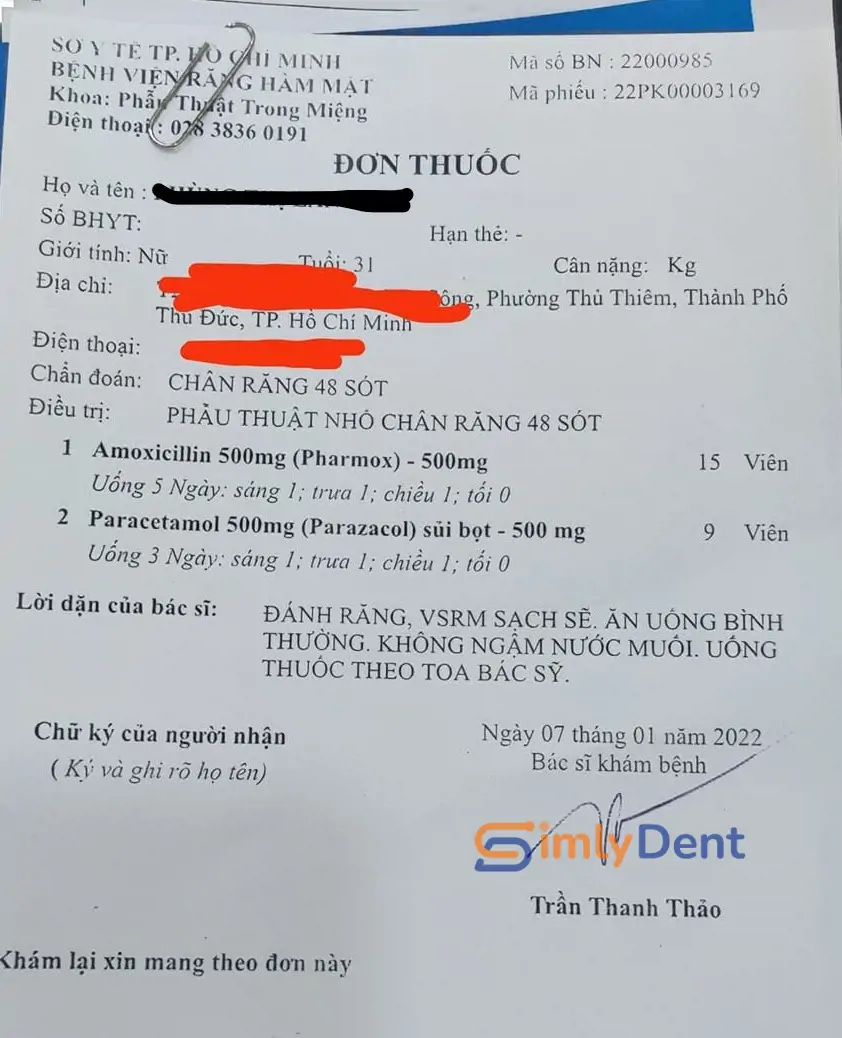 SỞ Y TẾ TP. HỒ CHÍ MINH
BỆNH VIỆN RĂNG HÀM MẶT
Khoa: Phẫu Thuật Trong Miệng
Điện thoại : 028 3836 0191
Mã số BN : 22000985
Mã phiếu : 22PK00003169
ĐƠN THUỐC
Họ và tên :
Số BHYT:
Hạn thẻ: -
Giới tính: Nữ Tuổi: 31 Cân nặng: Kg
Địa chỉ: , Phường Thủ Thiêm, Thành Phố
Thủ Đức, TP. Hồ Chí Minh
Điện thoại:
Chẩn đoán: CHÂN RĂNG 48 SÓT
Điều trị: PHẪU THUẬT NHỔ CHÂN RĂNG 48 SÓT
1 Amoxicillin 500mg (Pharmox) - 500mg 15 Viên
Uống 5 Ngày: sáng 1; trưa 1; chiều 1; tối 0
2 Paracetamol 500mg (Parazacol) sủi bọt - 500 mg 9 Viên
Uống 3 Ngày: sáng 1; trưa 1; chiều 1; tối 0
Lời dặn của bác sĩ: ĐÁNH RĂNG, VSRM SẠCH SẼ. ĂN UỐNG BÌNH
THƯỜNG. KHÔNG NGẬM NƯỚC MUỐI. UỐNG
THUỐC THEO TOA BÁC SỸ.
Chữ ký của người nhận
( Ký và ghi rõ họ tên)
Ngày 07 tháng 01 năm 2022
Bác sĩ khám bệnh
SimlyDent
Trần Thanh Thảo
Khám lại xin mang theo đơn này